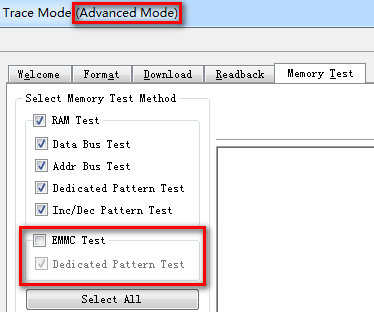 Trace Mode (Advanced Mode)
Welcome Format Download Readback Memory Test
Select Memory Test Method
RAM Test
Data Bus Test
Addr Bus Test
Dedicated Pattern Test
Inc/Dec Pattern Test
EMMC Test
Dedicated Pattern Test
Select All